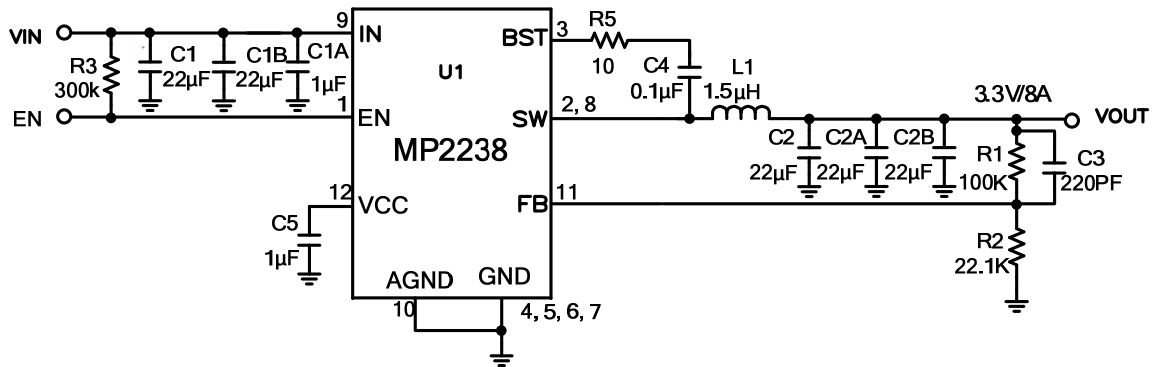 VIN
9
IN
BST
3
R5
10
R3
300k
C1
22µF
C1B
22µF
C1A
1µF
U1
C4
0.1µF
L1
1.5µH
EN
1
EN
SW
2, 8
3.3V/8A
VOUT
MP2238
C2
22µF
C2A
22µF
C2B
22µF
R1
100K
C3
220PF
12
VCC
FB
11
C5
1µF
R2
22.1K
AGND
GND
10
4, 5, 6, 7